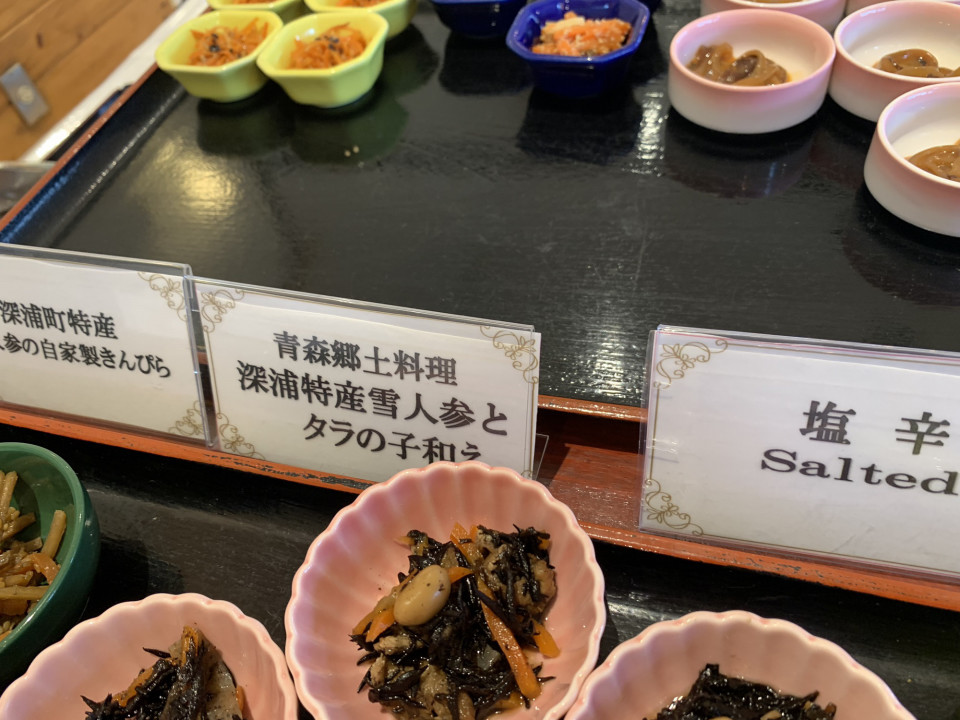 深浦町特産
人参の自家製きんぴら
青森郷土料理
深浦特産雪人参と
タラの子和え
塩 辛
Salted